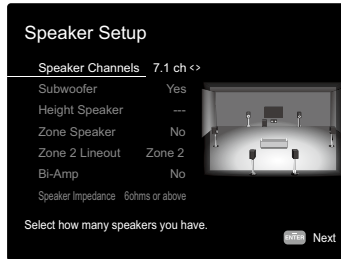 Speaker Setup
Speaker Channels 7.1 ch <>
Subwoofer Yes
Height Speaker ---
Zone Speaker No
Zone 2 Lineout Zone 2
Bi-Amp No
Speaker Impedance 6ohms or above
Select how many speakers you have.
ENTER Next